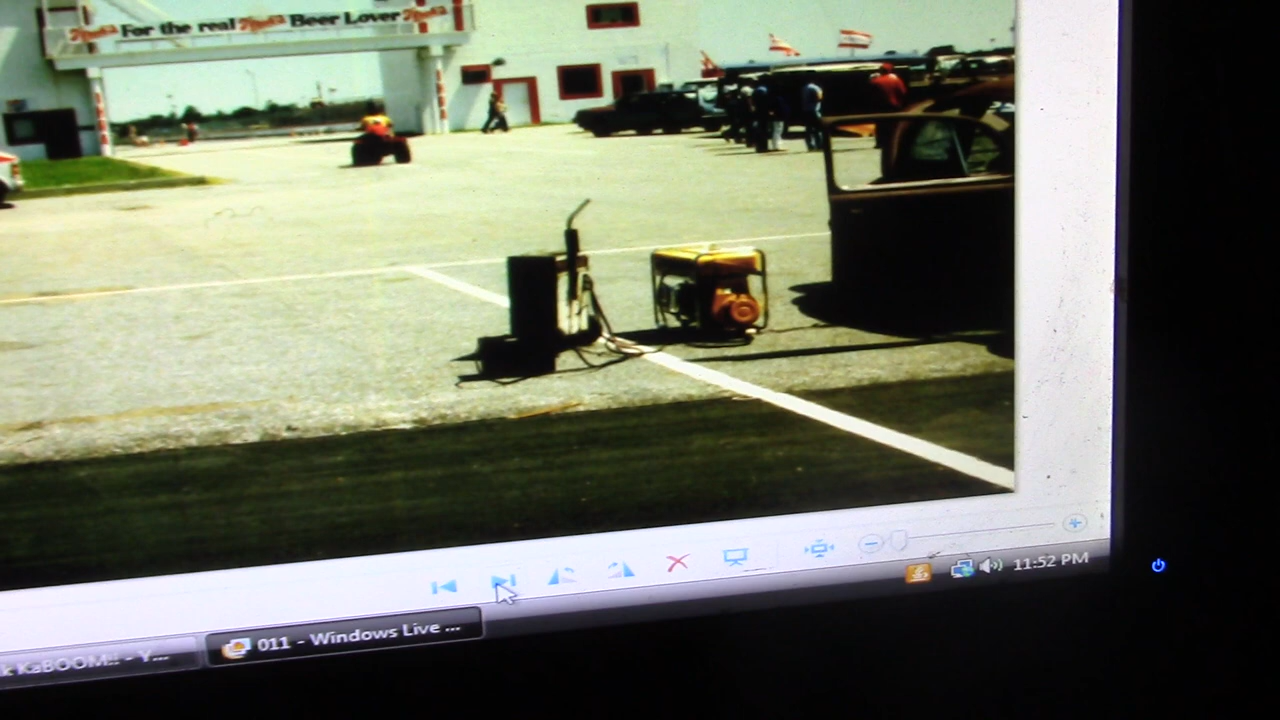 For the real Beer Lover
11:52 PM
011 - Windows Live ...
k KaBOOM!! - Y...